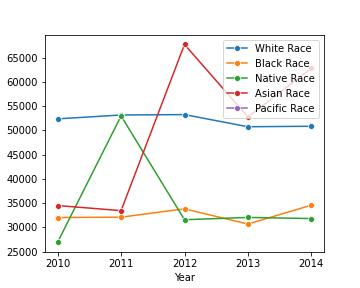 White Race
Black Race
Native Race
Asian Race
Pacific Race
65000
60000
55000
50000
45000
40000
35000
30000
25000
2010 2011 2012 2013 2014
Year